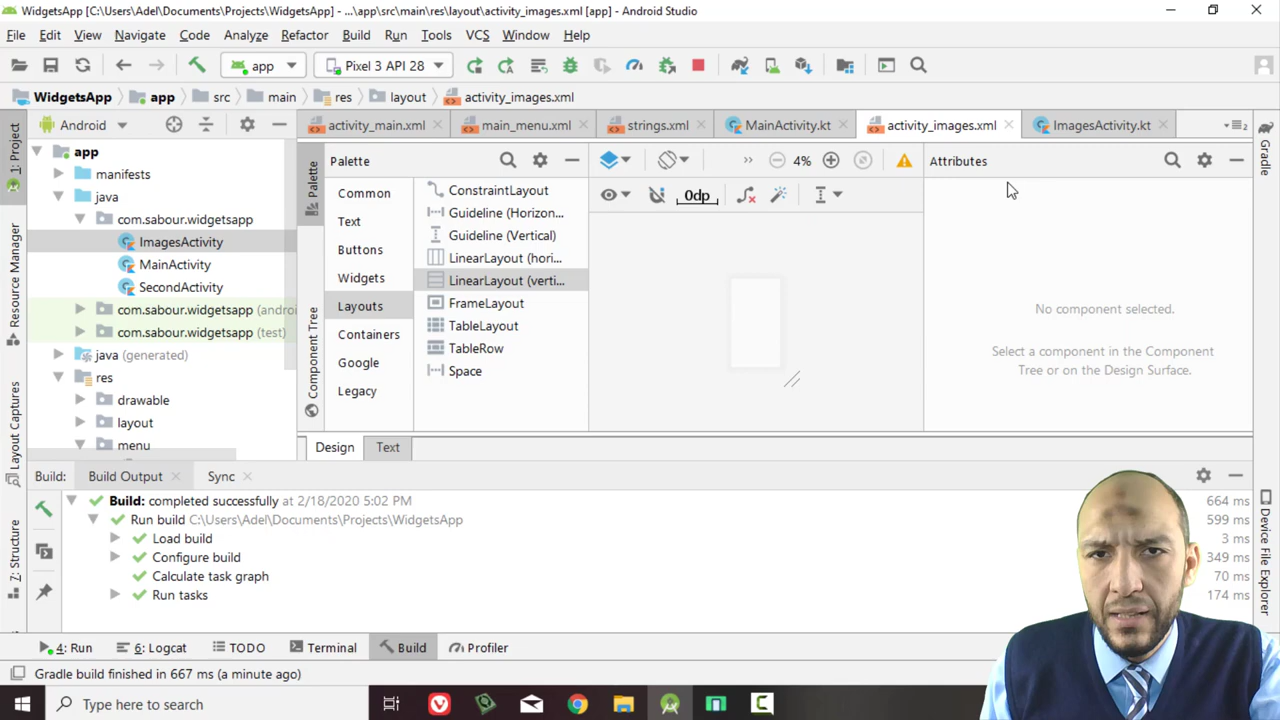 WidgetsApp [C:\Users\Adel\Documents\Projects\WidgetsApp] - ...\app\src\main\res\layout\activity_images.xml [app] - Android Studio
File Edit View Navigate Code Analyze Refactor Build Run Tools VCS Window Help
app Pixel 3 API 28
WidgetsApp app src main res layout activity_images.xml
1: Project Android activity_main.xml main_menu.xml strings.xml MainActivity.kt activity_images.xml ImagesActivity.kt Gradle
app
manifests
java
com.sabour.widgetsapp
ImagesActivity
MainActivity
SecondActivity
com.sabour.widgetsapp (androi
com.sabour.widgetsapp (test)
java (generated)
res
drawable
layout
menu
Resource Manager
Layout Captures
7: Structure
Palette
Component Tree
Palette
Common
Text
Buttons
Widgets
Layouts
Containers
Google
Legacy
ConstraintLayout
Guideline (Horizon...
Guideline (Vertical)
LinearLayout (hori...
LinearLayout (verti...
FrameLayout
TableLayout
TableRow
Space
4%
0dp
Attributes
No component selected.
Select a component in the Component
Tree or on the Design Surface.
Design Text
Build: Build Output Sync
Build: completed successfully at 2/18/2020 5:02 PM 664 ms
Run build C:\Users\Adel\Documents\Projects\WidgetsApp 599 ms
Load build 3 ms
Configure build 349 ms
Calculate task graph 70 ms
Run tasks 174 ms
Device File Explorer
4: Run 6: Logcat TODO Terminal Build Profiler
Gradle build finished in 667 ms (a minute ago)
Type here to search